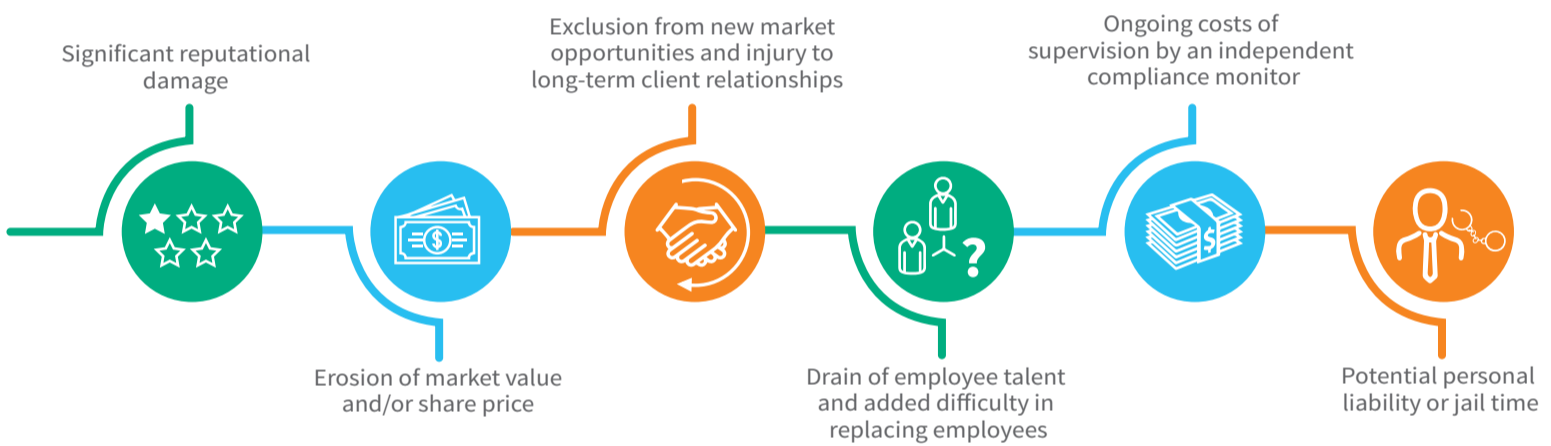 Significant reputational
damage
Erosion of market value
and/or share price
Exclusion from new market
opportunities and injury to
long-term client relationships
Drain of employee talent
and added difficulty in
replacing employees
Ongoing costs of
supervision by an independent
compliance monitor
Potential personal
liability or jail time
$
?
$